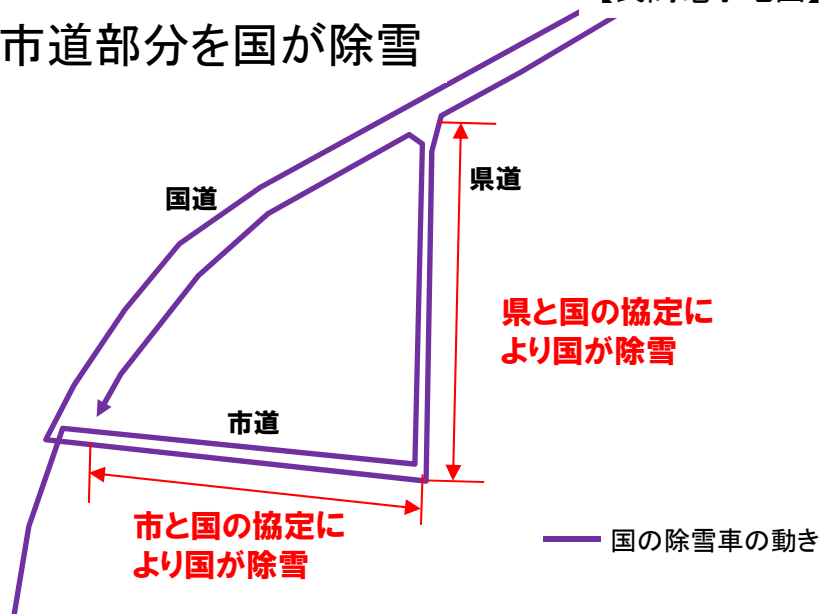 市道部分を国が除雪
国道
県道
県と国の協定に
より国が除雪
市道
市と国の協定に
より国が除雪
国の除雪車の動き